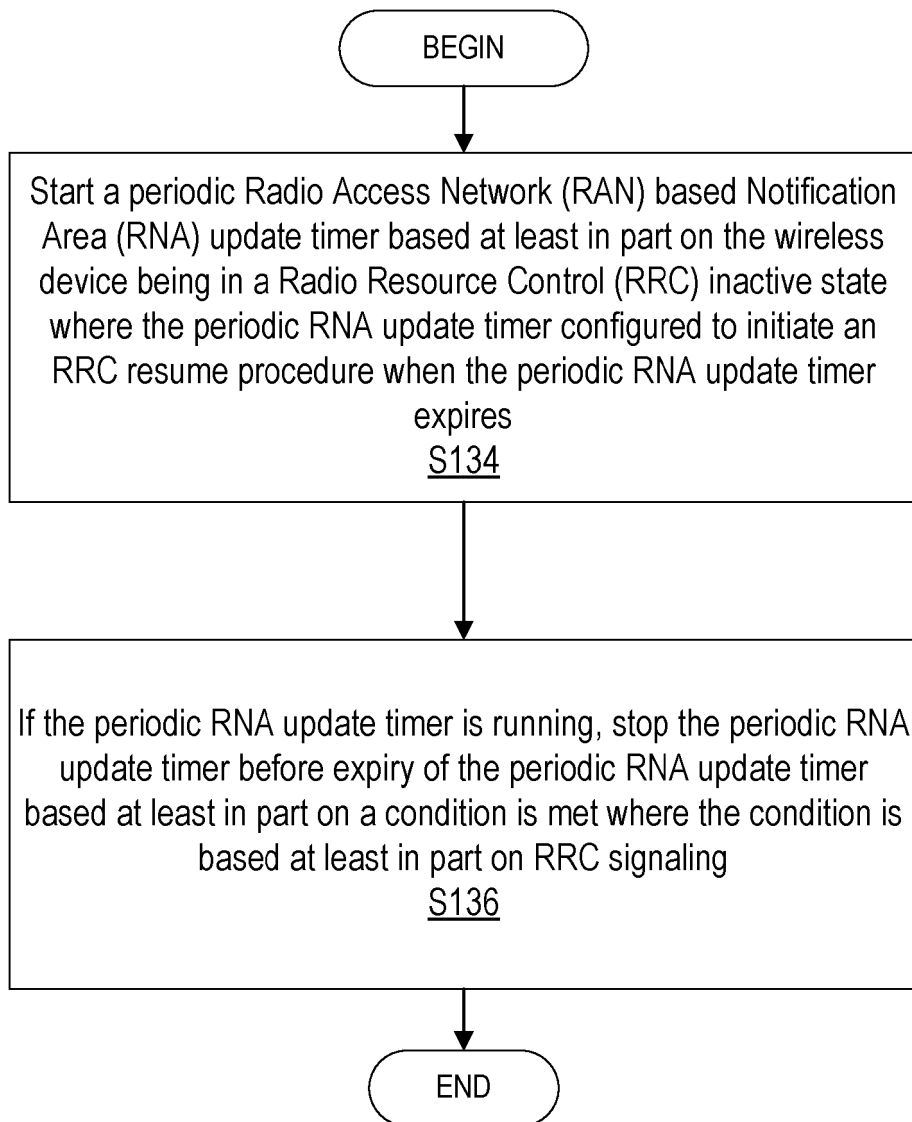 BEGIN
Start a periodic Radio Access Network (RAN) based Notification
Area (RNA) update timer based at least in part on the wireless
device being in a Radio Resource Control (RRC) inactive state
where the periodic RNA update timer configured to initiate an
RRC resume procedure when the periodic RNA update timer
expires
S134
If the periodic RNA update timer is running, stop the periodic RNA
update timer before expiry of the periodic RNA update timer
based at least in part on a condition is met where the condition is
based at least in part on RRC signaling
S136
END